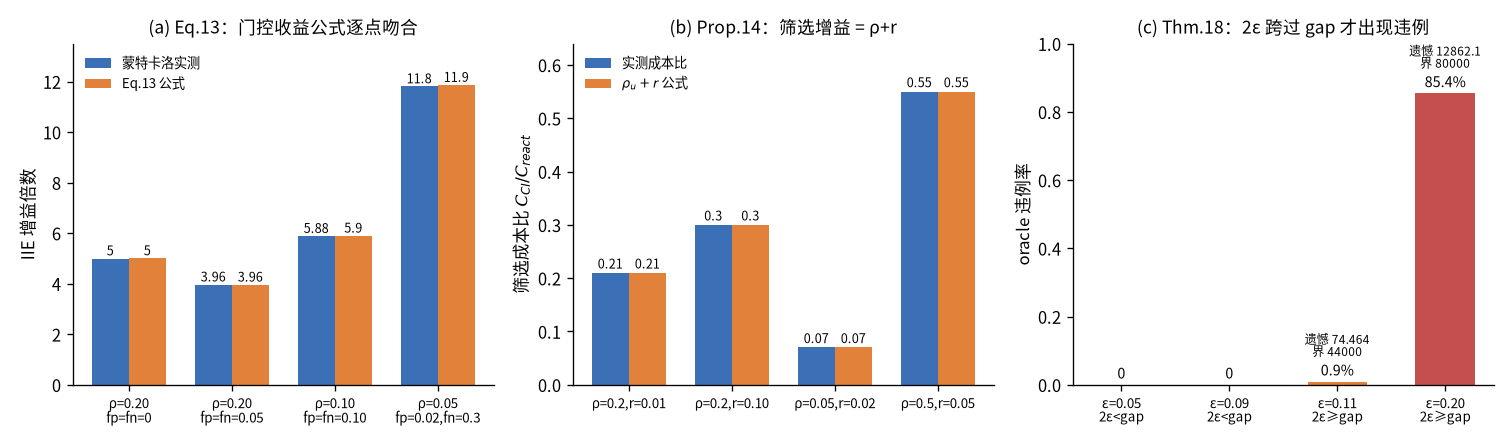 (a) Eq.13：门控收益公式逐点吻合
蒙特卡洛实测
Eq.13 公式
IIE 增益倍数
12
10
8
6
4
2
0
5
5
3.96
3.96
5.88
5.9
11.8
11.9
ρ=0.20
fp=fn=0
ρ=0.20
fp=fn=0.05
ρ=0.10
fp=fn=0.10
ρ=0.05
fp=0.02,fn=0.3
(b) Prop.14：筛选增益 = ρ+r
实测成本比
ρᵤ + r 公式
筛选成本比 C_CI/C_react
0.6
0.5
0.4
0.3
0.2
0.1
0.0
0.21
0.21
0.3
0.3
0.07
0.07
0.55
0.55
ρ=0.2,r=0.01
ρ=0.2,r=0.10
ρ=0.05,r=0.02
ρ=0.5,r=0.05
(c) Thm.18：2ε 跨过 gap 才出现违例
oracle 违例率
1.0
0.8
0.6
0.4
0.2
0.0
0
0
遗憾 74.464
界 44000
0.9%
遗憾 12862.1
界 80000
85.4%
ε=0.05
2ε<gap
ε=0.09
2ε<gap
ε=0.11
2ε⩾gap
ε=0.20
2ε⩾gap